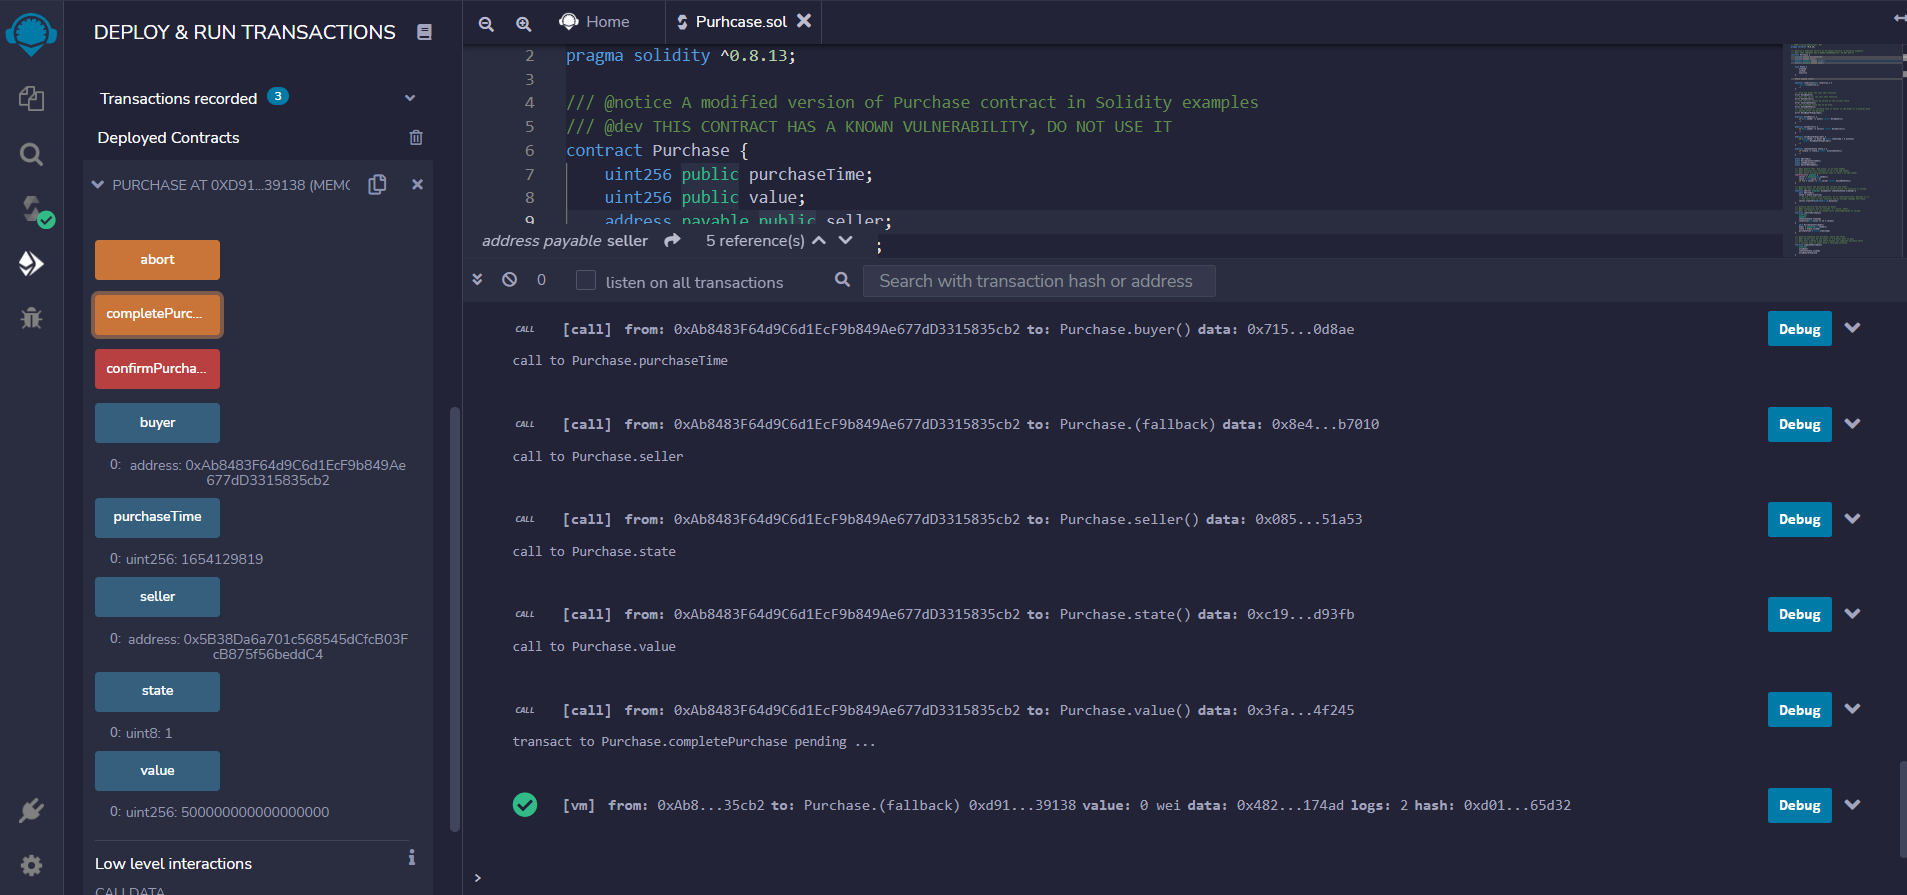 DEPLOY & RUN TRANSACTIONS
Transactions recorded 3
Deployed Contracts
PURCHASE AT 0XD91...39138 (MEMO
abort
completePurc...
confirmPurcha...
buyer
0: address: 0xAb8483F64d9C6d1EcF9b849Ae
677dD3315835cb2
purchaseTime
0: uint256: 1654129819
seller
0: address: 0x5B38Da6a701c568545dCfcB03F
cB875f56beddC4
state
0: uint8: 1
value
0: uint256: 500000000000000000
Low level interactions
CALLDATA
Home
Purhcase.sol
2 pragma solidity ^0.8.13;
3
4 /// @notice A modified version of Purchase contract in Solidity examples
5 /// @dev THIS CONTRACT HAS A KNOWN VULNERABILITY, DO NOT USE IT
6 contract Purchase {
7 uint256 public purchaseTime;
8 uint256 public value;
9 address payable public seller;
address payable seller 5 reference(s) ;
0 listen on all transactions Search with transaction hash or address
CALL [call] from: 0xAb8483F64d9C6d1EcF9b849Ae677dD3315835cb2 to: Purchase.buyer() data: 0x715...0d8ae Debug
call to Purchase.purchaseTime
CALL [call] from: 0xAb8483F64d9C6d1EcF9b849Ae677dD3315835cb2 to: Purchase.(fallback) data: 0x8e4...b7010 Debug
call to Purchase.seller
CALL [call] from: 0xAb8483F64d9C6d1EcF9b849Ae677dD3315835cb2 to: Purchase.seller() data: 0x085...51a53 Debug
call to Purchase.state
CALL [call] from: 0xAb8483F64d9C6d1EcF9b849Ae677dD3315835cb2 to: Purchase.state() data: 0xc19...d93fb Debug
call to Purchase.value
CALL [call] from: 0xAb8483F64d9C6d1EcF9b849Ae677dD3315835cb2 to: Purchase.value() data: 0x3fa...4f245 Debug
transact to Purchase.completePurchase pending ...
[vm] from: 0xAb8...35cb2 to: Purchase.(fallback) 0xd91...39138 value: 0 wei data: 0x482...174ad logs: 2 hash: 0xd01...65d32 Debug
>